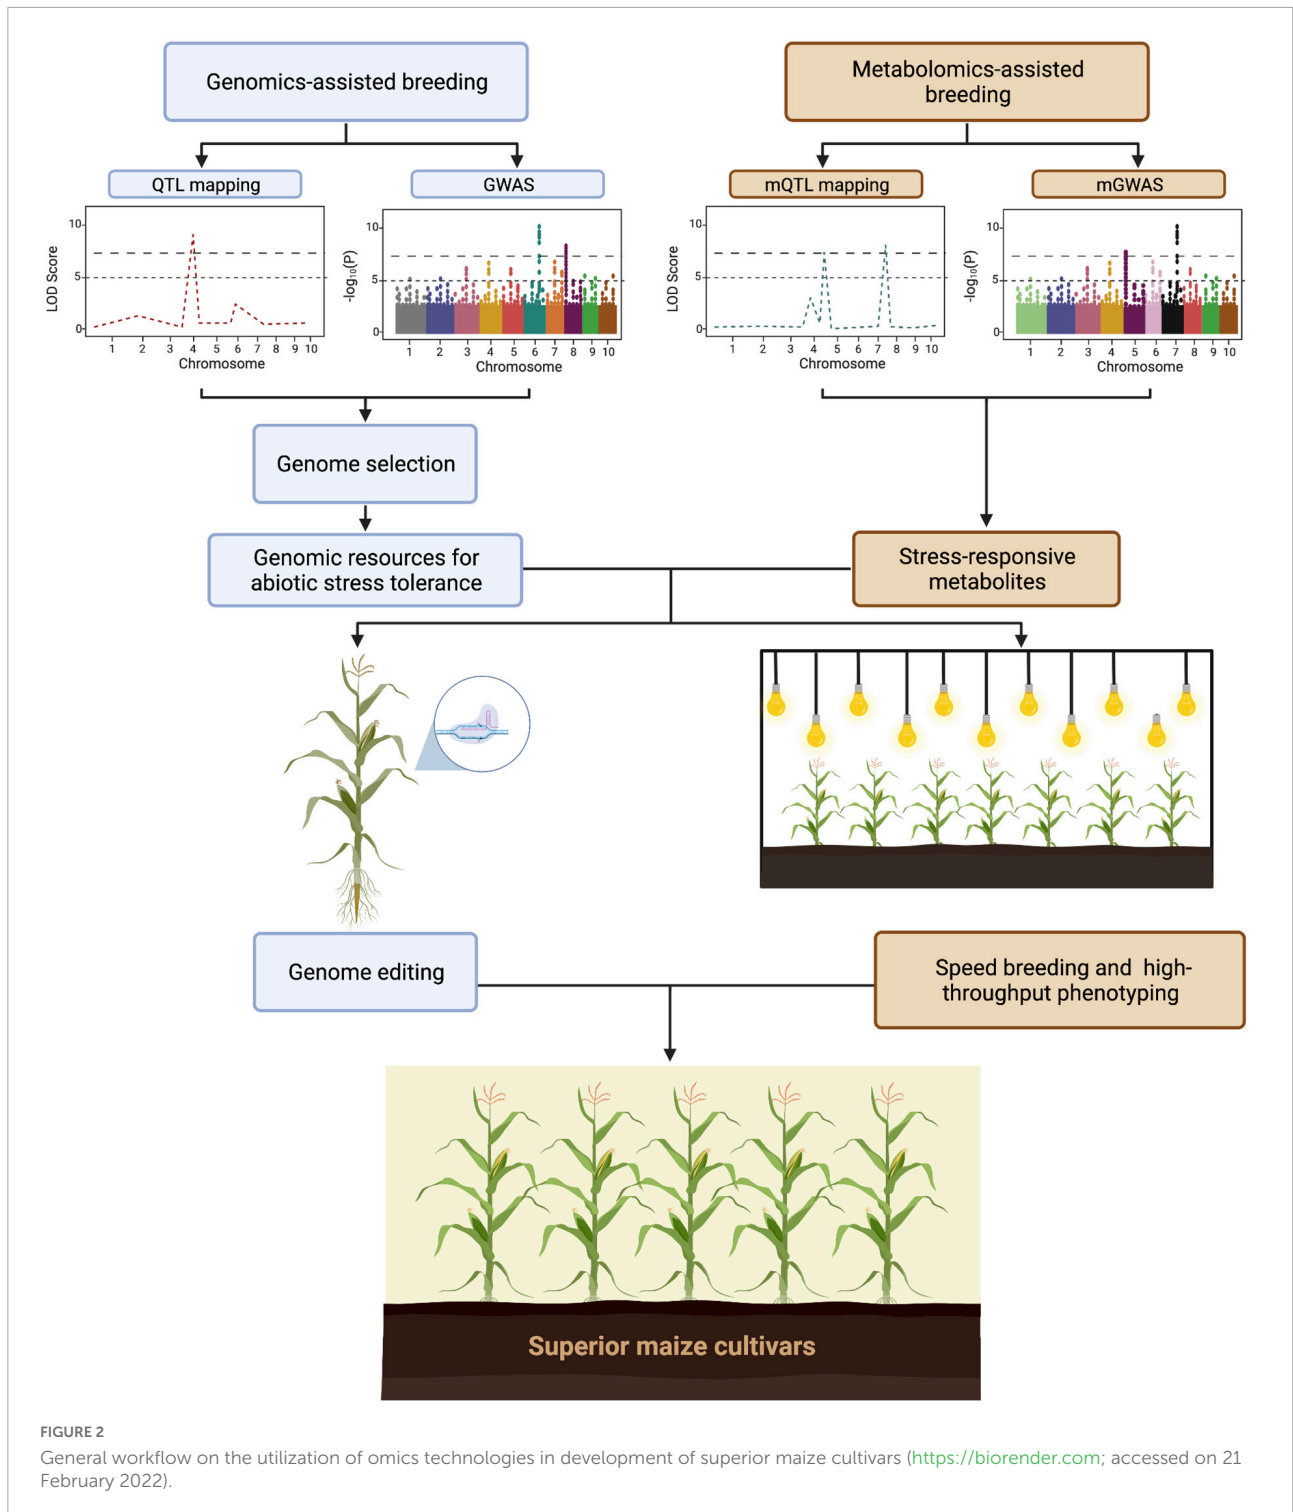 Genomics-assisted breeding
Metabolomics-assisted
breeding
QTL mapping
GWAS
mQTL mapping
mGWAS
LOD Score
10
5
0
1 2 3 4 5 6 7 8 9 10
Chromosome
-log10(P)
10
5
0
1 2 3 4 5 6 7 8 9 10
Chromosome
LOD Score
10
5
0
1 2 3 4 5 6 7 8 9 10
Chromosome
-log10(P)
10
5
0
1 2 3 4 5 6 7 8 9 10
Chromosome
Genome selection
Genomic resources for
abiotic stress tolerance
Stress-responsive
metabolites
Genome editing
Speed breeding and high-
throughput phenotyping
Superior maize cultivars
FIGURE 2
General workflow on the utilization of omics technologies in development of superior maize cultivars (https://biorender.com; accessed on 21
February 2022).